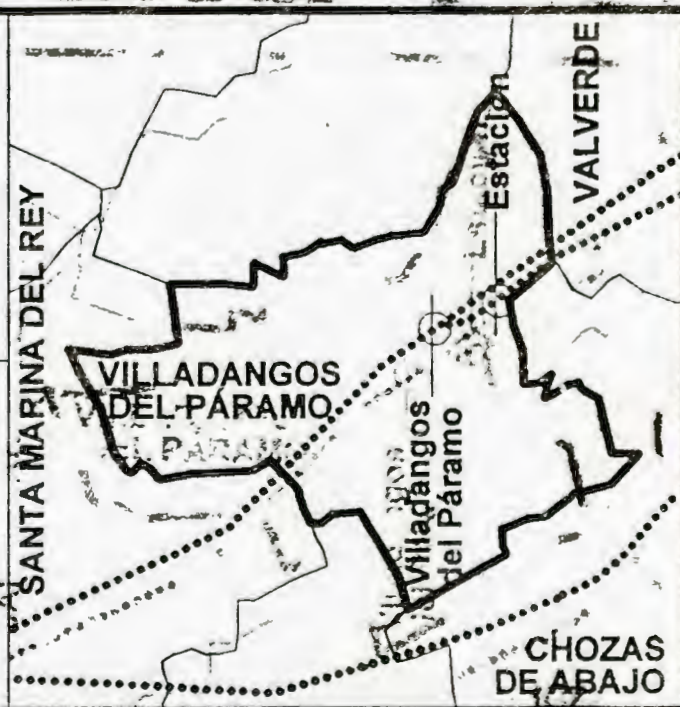 SANTA MARINA DEL REY
VALVERDE
Estación
VILLADANGOS
DEL PÁRAMO
Villadangos
del Páramo
CHOZAS
DE ABAJO